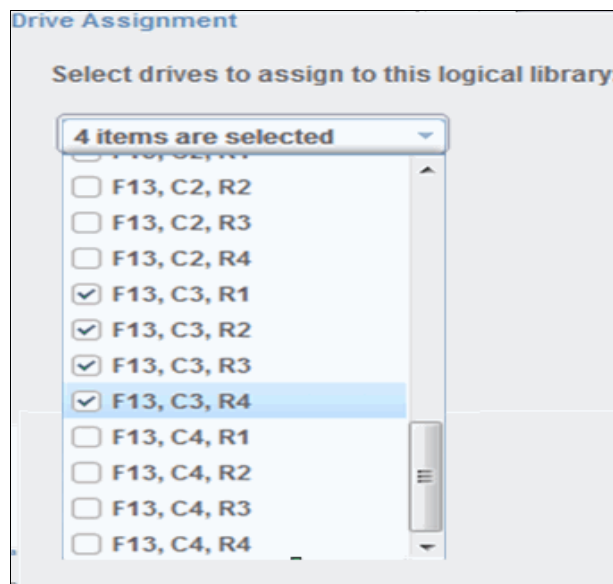 Drive Assignment
Select drives to assign to this logical library
4 items are selected
F13, C2, R2
F13, C2, R3
F13, C2, R4
F13, C3, R1
F13, C3, R2
F13, C3, R3
F13, C3, R4
F13, C4, R1
F13, C4, R2
F13, C4, R3
F13, C4, R4